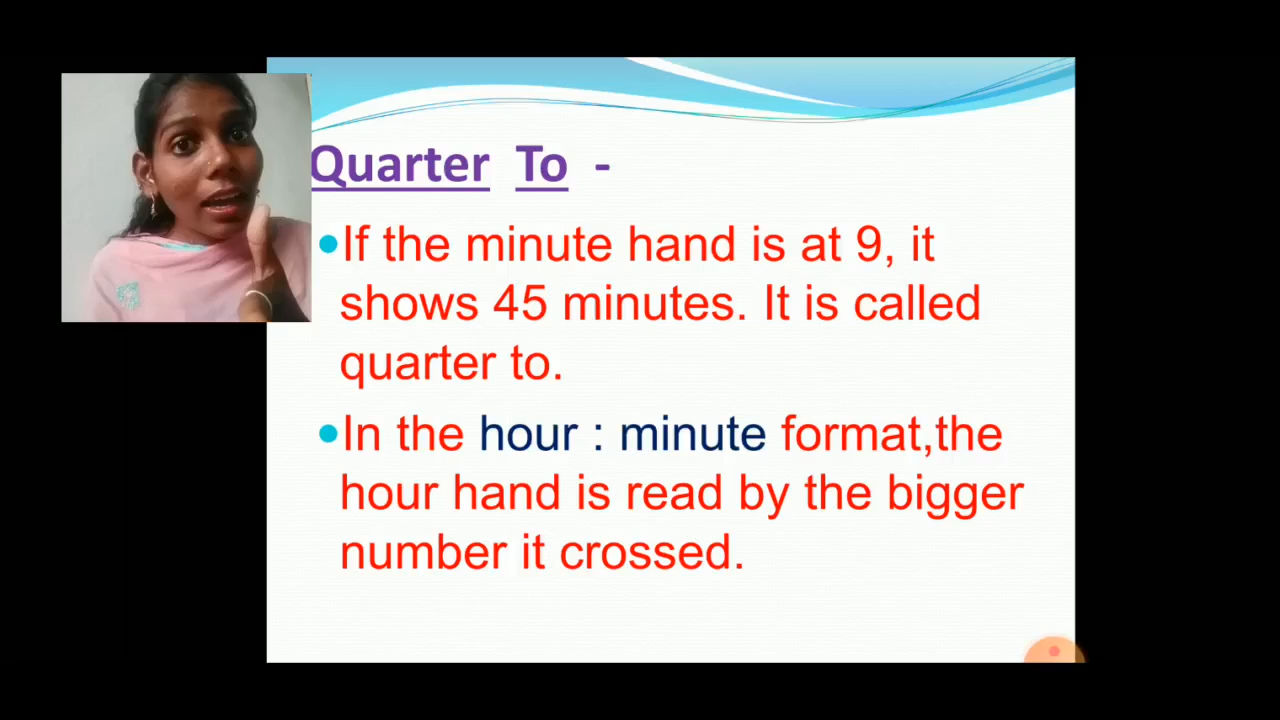 Quarter To -
If the minute hand is at 9, it
shows 45 minutes. It is called
quarter to.
In the hour : minute format,the
hour hand is read by the bigger
number it crossed.